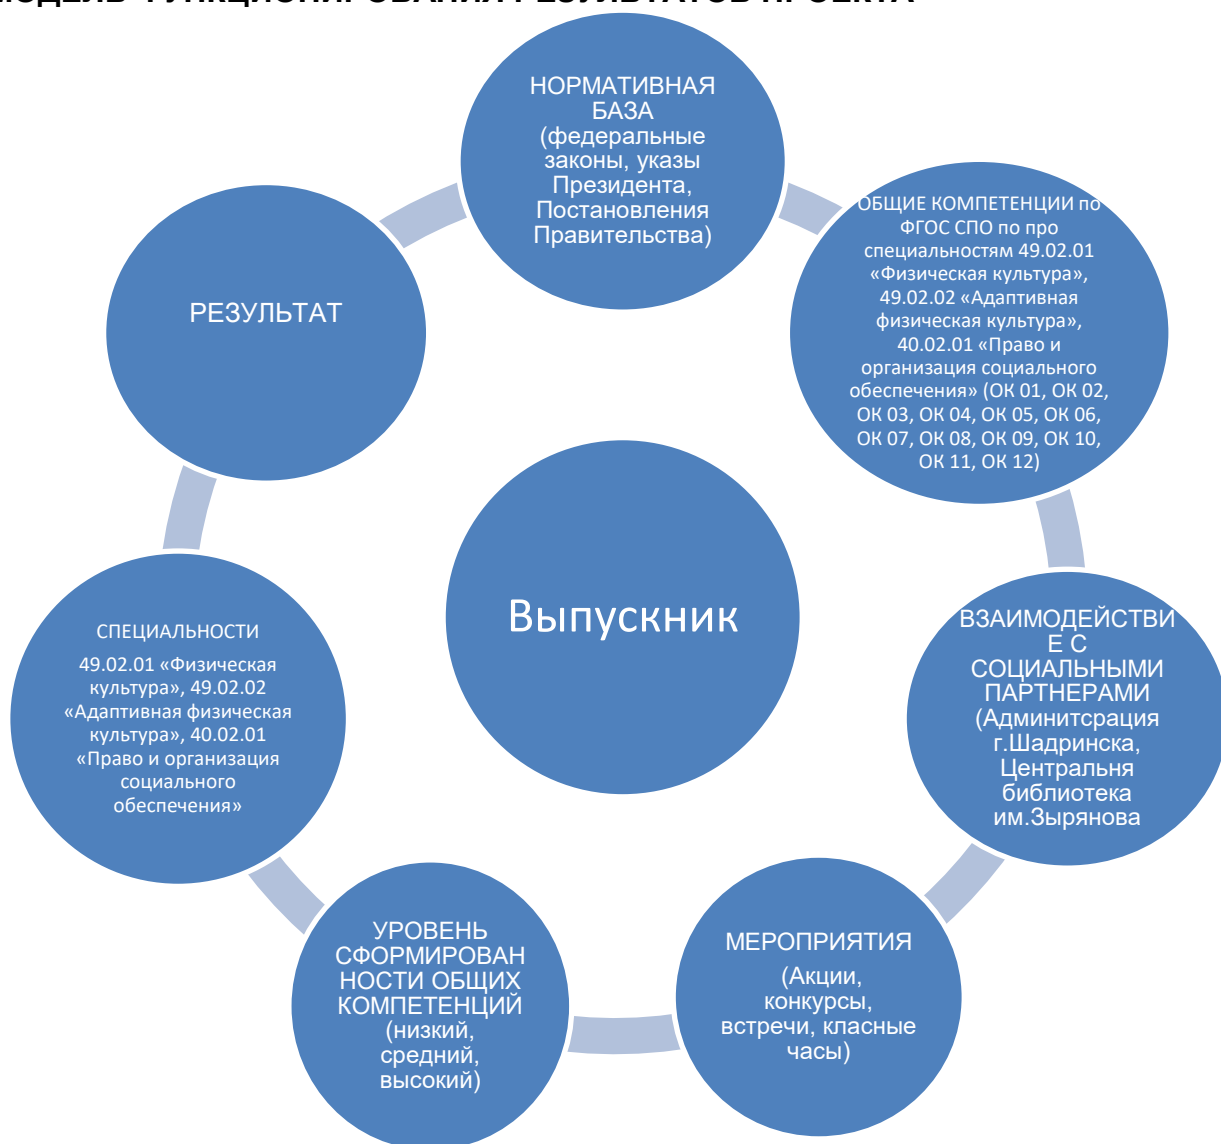 МОДЕЛЬ ФУНКЦИОНИРОВАНИЯ РЕЗУЛЬТАТОВ ПРОЕКТА
НОРМАТИВНАЯ
БАЗА
(федеральные
законы, указы
Президента,
Постановления
Правительства)
ОБЩИЕ КОМПЕТЕНЦИИ по
ФГОС СПО по про
специальностям 49.02.01
«Физическая культура»,
49.02.02 «Адаптивная
физическая культура»,
40.02.01 «Право и
организация социального
обеспечения» (ОК 01, ОК 02,
ОК 03, ОК 04, ОК 05, ОК 06,
ОК 07, ОК 08, ОК 09, ОК 10,
ОК 11, ОК 12)
ВЗАИМОДЕЙСТВИ
Е С
СОЦИАЛЬНЫМИ
ПАРТНЕРАМИ
(Админитсрация
г.Шадринска,
Центральня
библиотека
им.Зырянова
МЕРОПРИЯТИЯ
(Акции,
конкурсы,
встречи, класные
часы)
УРОВЕНЬ
СФОРМИРОВАН
НОСТИ ОБЩИХ
КОМПЕТЕНЦИЙ
(низкий,
средний,
высокий)
СПЕЦИАЛЬНОСТИ
49.02.01 «Физическая
культура», 49.02.02
«Адаптивная физическая
культура», 40.02.01
«Право и организация
социального
обеспечения»
РЕЗУЛЬТАТ
Выпускник